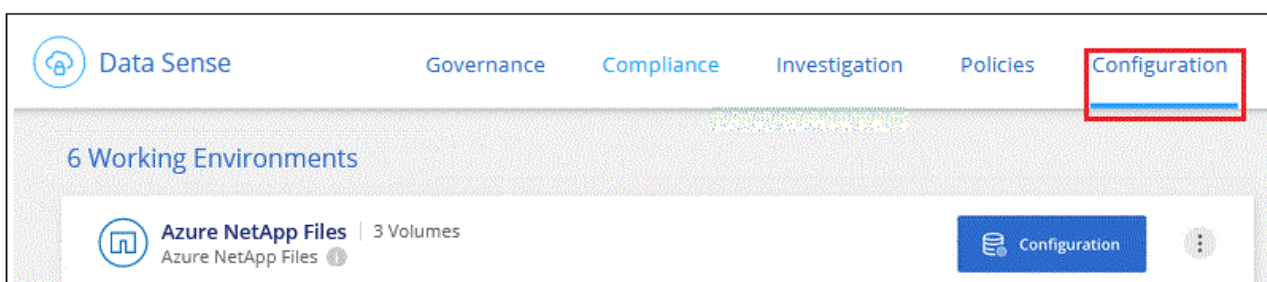 Data Sense Governance Compliance Investigation Policies Configuration
6 Working Environments
Azure NetApp Files | 3 Volumes
Azure NetApp Files
Configuration